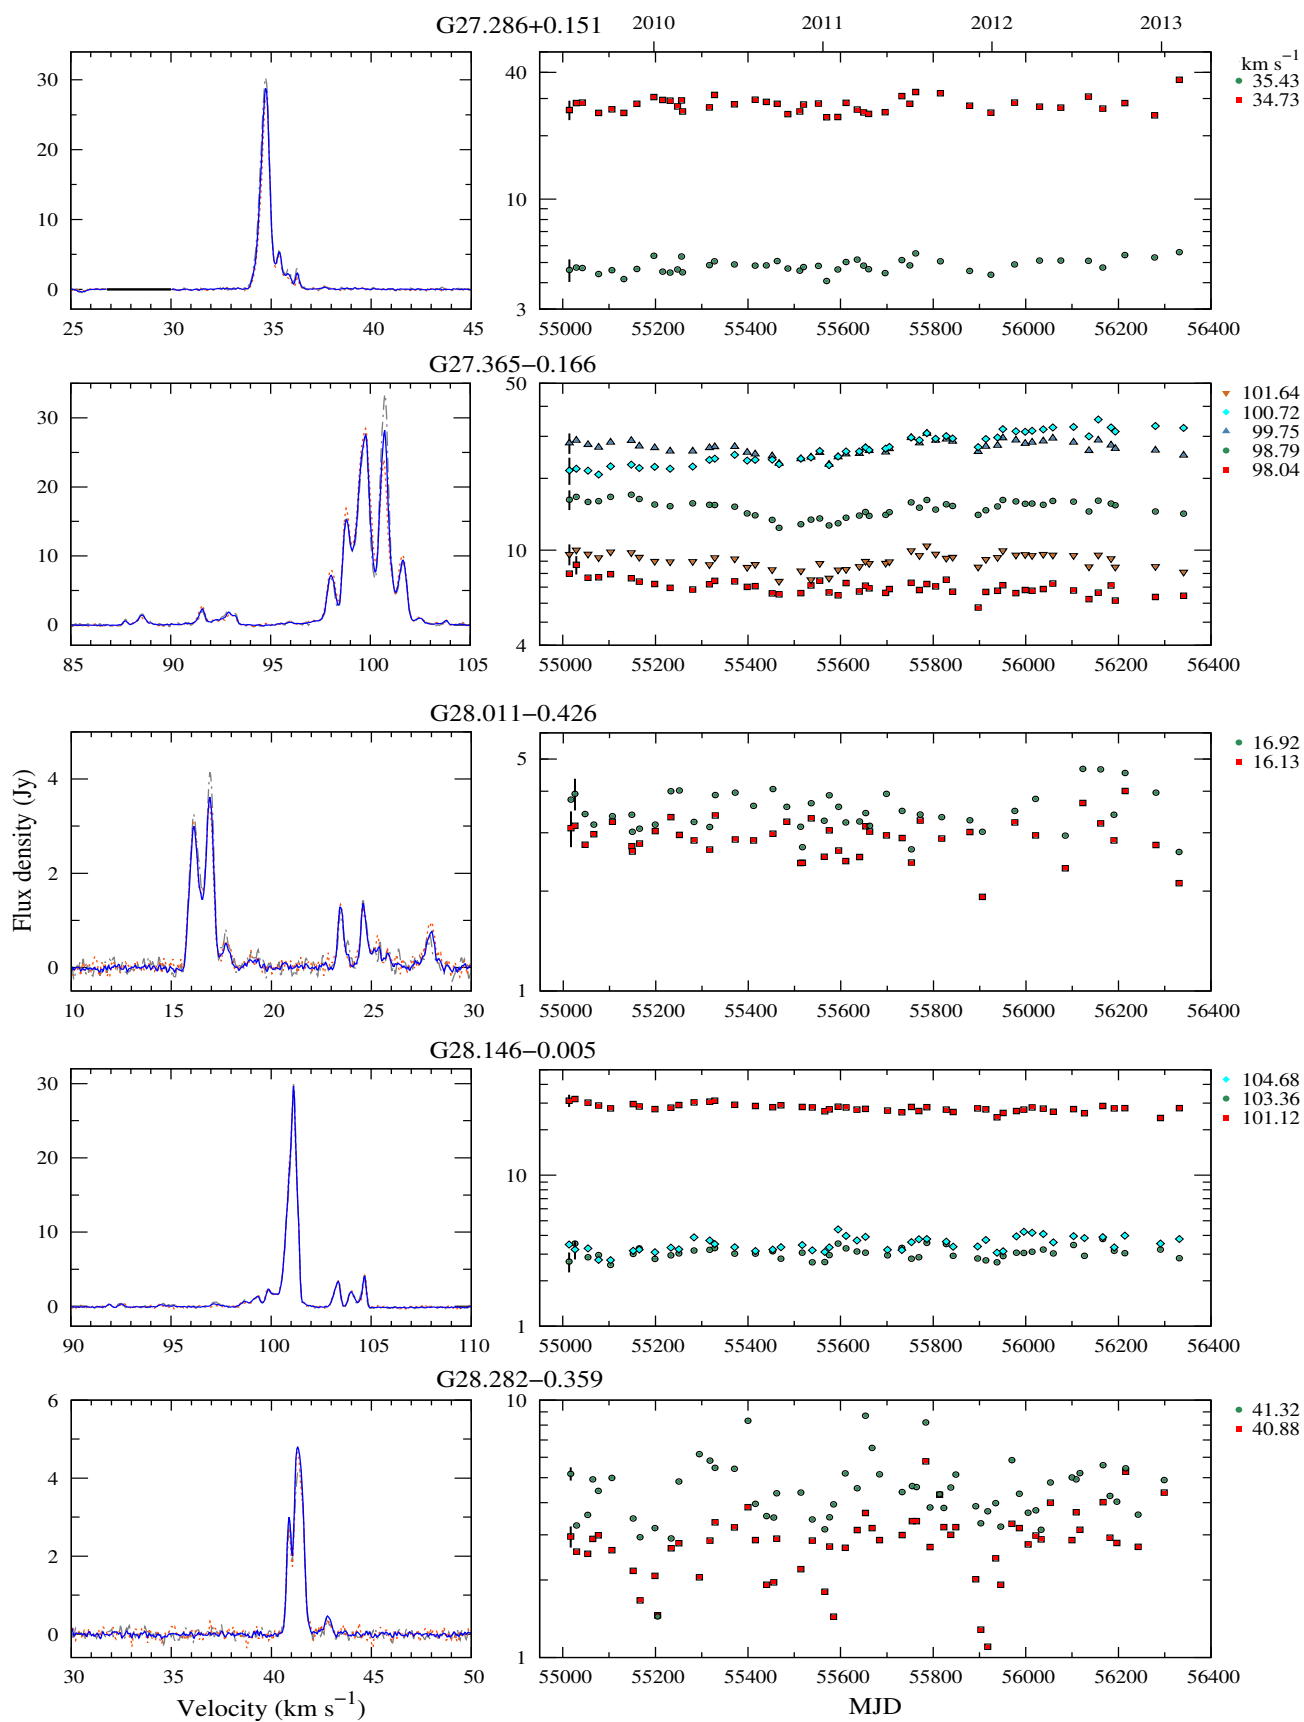 G27.286+0.151
2010 2011 2012 2013
30
20
10
0
25 30 35 40 45
40
10
3
55000 55200 55400 55600 55800 56000 56200 56400
km s−1
35.43
34.73
G27.365−0.166
30
20
10
0
85 90 95 100 105
50
10
4
55000 55200 55400 55600 55800 56000 56200 56400
101.64
100.72
99.75
98.79
98.04
G28.011−0.426
4
2
0
10 15 20 25 30
5
1
55000 55200 55400 55600 55800 56000 56200 56400
16.92
16.13
Flux density (Jy)
G28.146−0.005
30
20
10
0
90 95 100 105 110
10
1
55000 55200 55400 55600 55800 56000 56200 56400
104.68
103.36
101.12
G28.282−0.359
6
4
2
0
30 35 40 45 50
10
1
55000 55200 55400 55600 55800 56000 56200 56400
41.32
40.88
Velocity (km s−1)
MJD